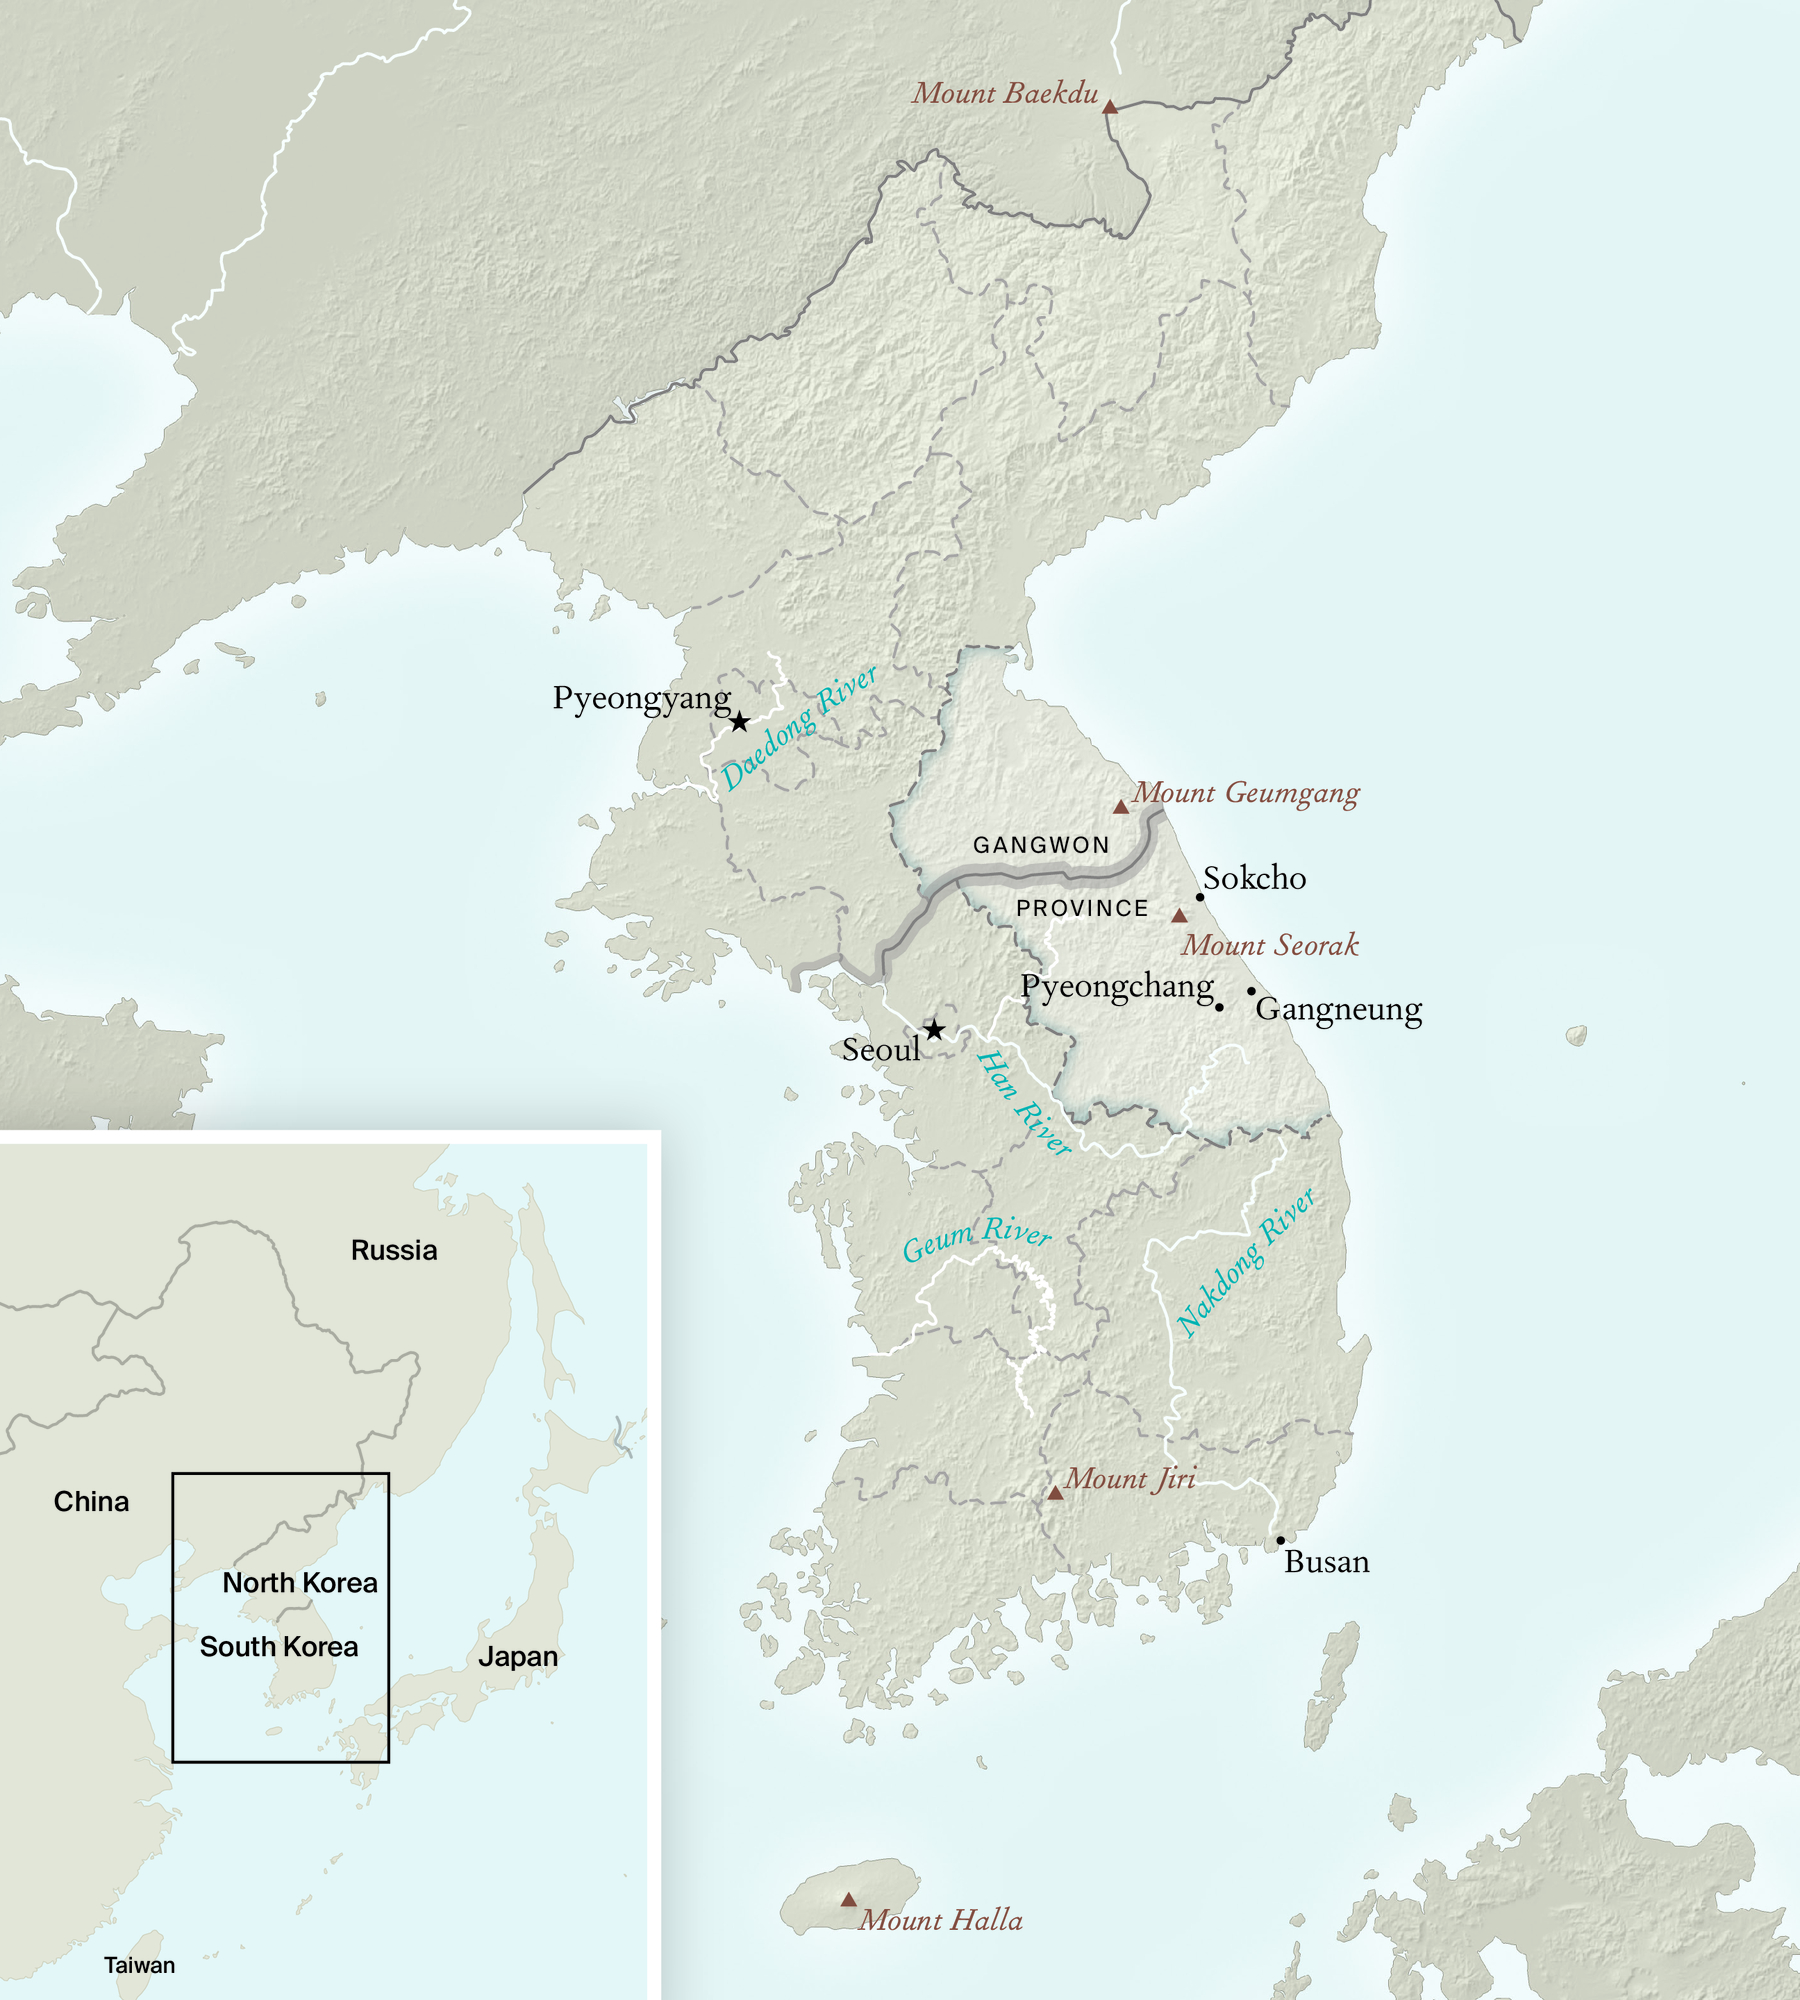 Mount Baekdu
Pyeongyang
Daedong River
Mount Geumgang
GANGWON
Sokcho
PROVINCE
Mount Seorak
Pyeongchang
Gangneung
Seoul
Han River
Geum River
Nakdong River
Mount Jiri
Busan
Mount Halla
Russia
China
North Korea
South Korea
Japan
Taiwan